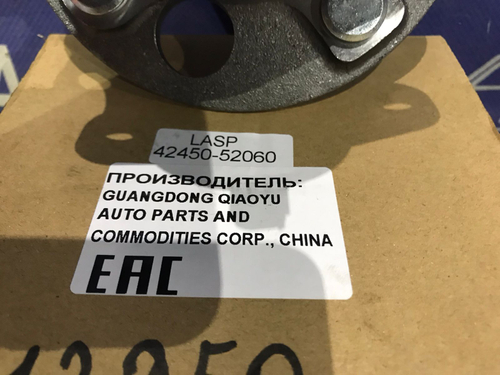 LASP
42450-52060
ПРОИЗВОДИТЕЛЬ:
GUANGDONG QIAOYU
AUTO PARTS AND
COMMODITIES CORP., CHINA
EAC